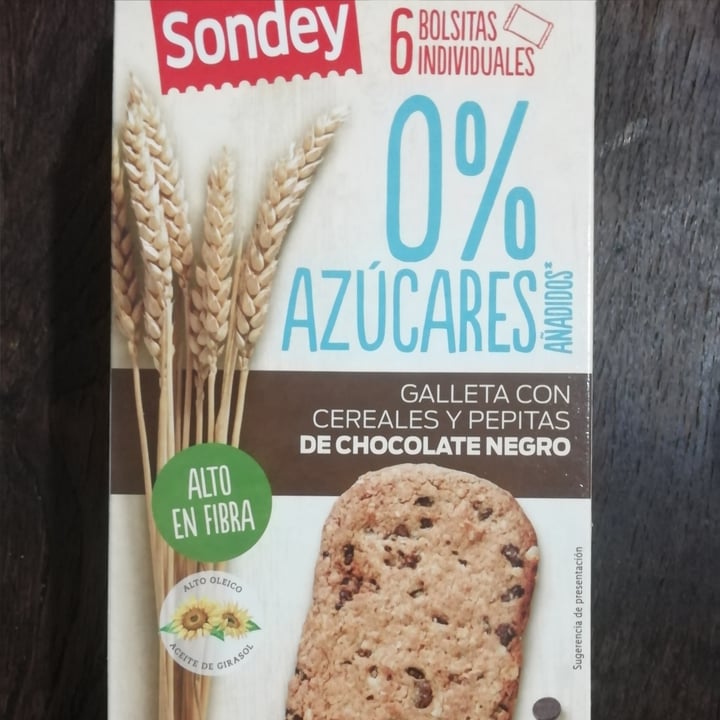 Sondey
6 BOLSITAS
INDIVIDUALES
0%
AZÚCARES
AÑADIDOS*
GALLETA CON
CEREALES Y PEPITAS
DE CHOCOLATE NEGRO
ALTO
EN FIBRA
ALTO OLEICO
ACEITE DE GIRASOL
Sugerencia de presentación